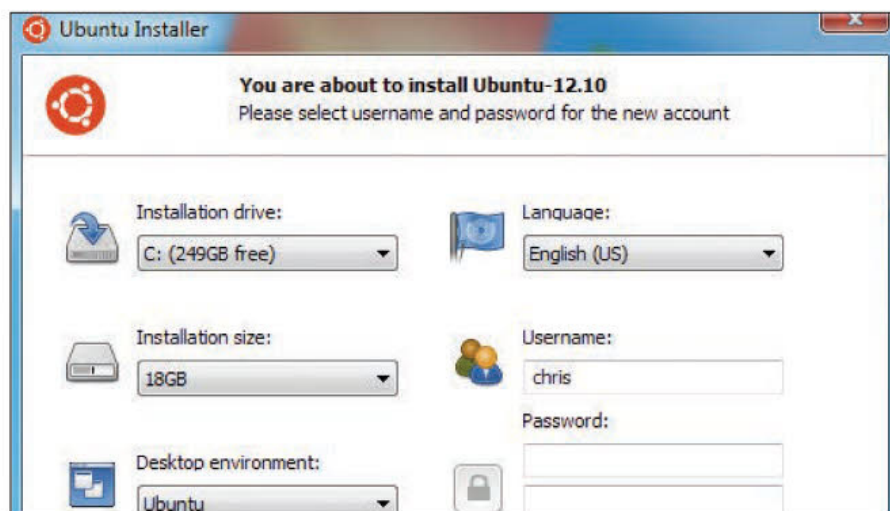 Ubuntu Installer
You are about to install Ubuntu-12.10
Please select username and password for the new account
Installation drive:
C: (249GB free)
Language:
English (US)
Installation size:
18GB
Username:
chris
Password:
Desktop environment:
Ubuntu